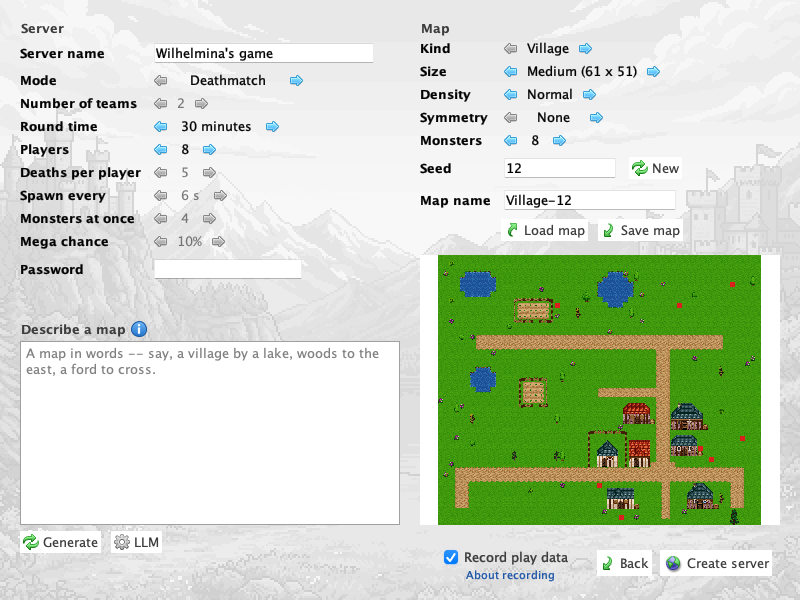 Server
Server name Wilhelmina's game
Mode Deathmatch
Number of teams 2
Round time 30 minutes
Players 8
Deaths per player 5
Spawn every 6 s
Monsters at once 4
Mega chance 10%
Password
Describe a map
A map in words -- say, a village by a lake, woods to the
east, a ford to cross.
Generate LLM
Map
Kind Village
Size Medium (61 x 51)
Density Normal
Symmetry None
Monsters 8
Seed 12 New
Map name Village-12
Load map Save map
Record play data
About recording
Back Create server